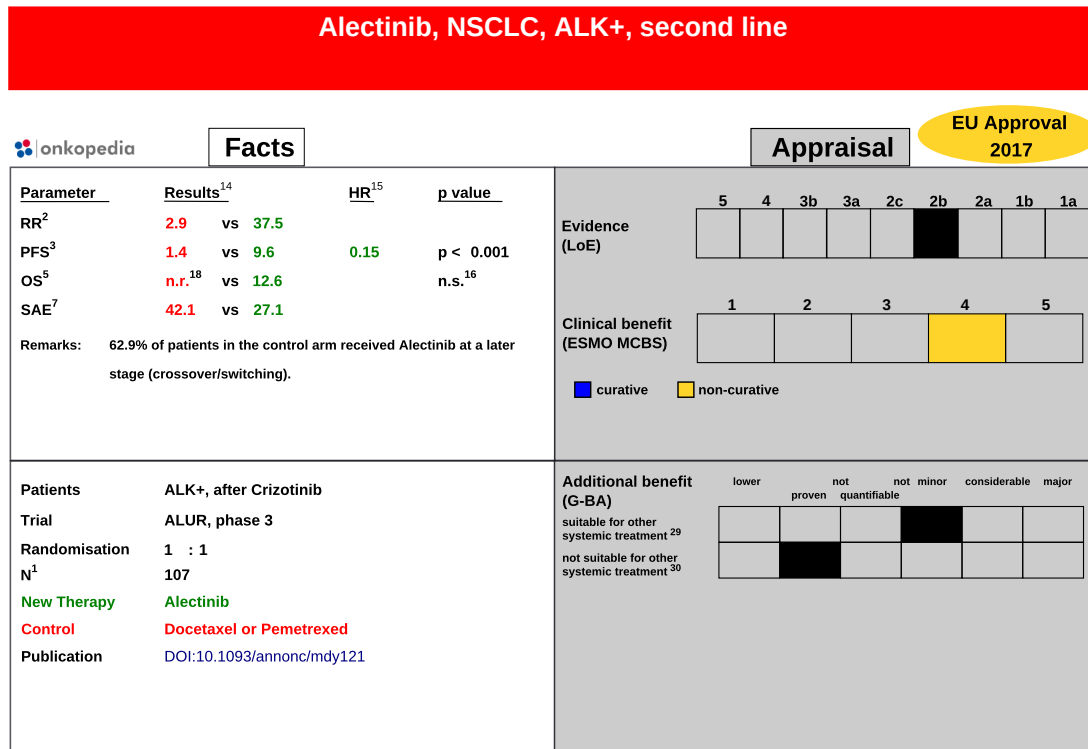 Alectinib, NSCLC, ALK+, second line
EU Approval
2017
onkopedia
Facts
Appraisal
Parameter Results14 HR15 p value
RR2 2.9 vs 37.5
PFS3 1.4 vs 9.6 0.15 p < 0.001
OS5 n.r.18 vs 12.6 n.s.16
SAE7 42.1 vs 27.1
Remarks: 62.9% of patients in the control arm received Alectinib at a later
stage (crossover/switching).
5 4 3b 3a 2c 2b 2a 1b 1a
Evidence
(LoE)
1 2 3 4 5
Clinical benefit
(ESMO MCBS)
curative non-curative
Patients ALK+, after Crizotinib
Trial ALUR, phase 3
Randomisation 1 : 1
N1 107
New Therapy Alectinib
Control Docetaxel or Pemetrexed
Publication DOI:10.1093/annonc/mdy121
Additional benefit
(G-BA)
lower not not minor considerable major
proven quantifiable
suitable for other
systemic treatment 29
not suitable for other
systemic treatment 30